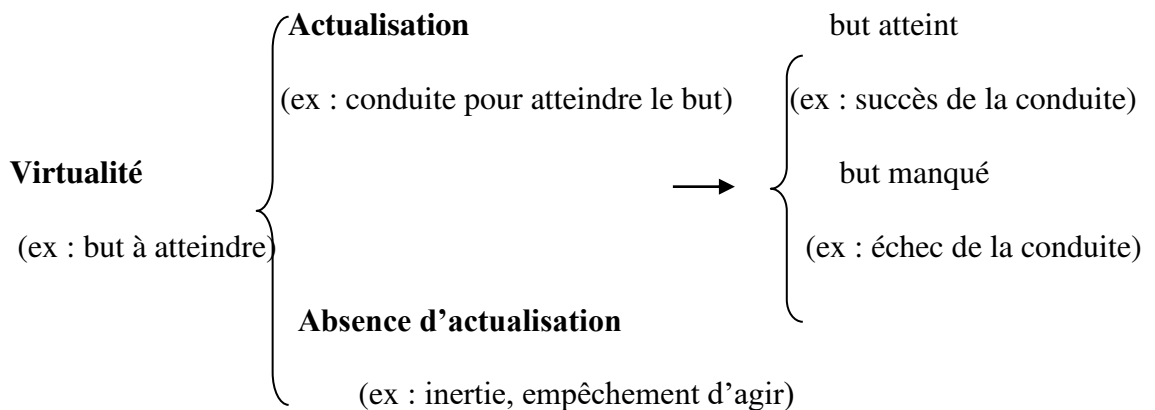 Actualisation but atteint
(ex : conduite pour atteindre le but) (ex : succès de la conduite)
Virtualité but manqué
(ex : but à atteindre) (ex : échec de la conduite)
Absence d’actualisation
(ex : inertie, empêchement d’agir)